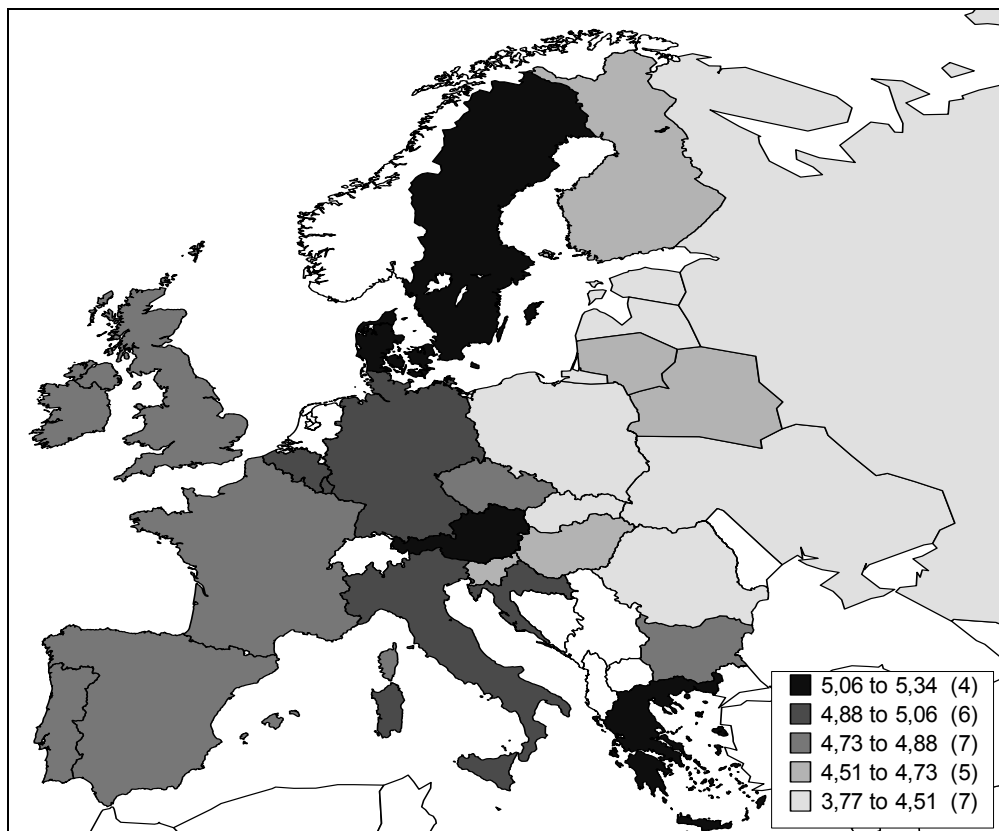 5,06 to 5,34 (4)
4,88 to 5,06 (6)
4,73 to 4,88 (7)
4,51 to 4,73 (5)
3,77 to 4,51 (7)